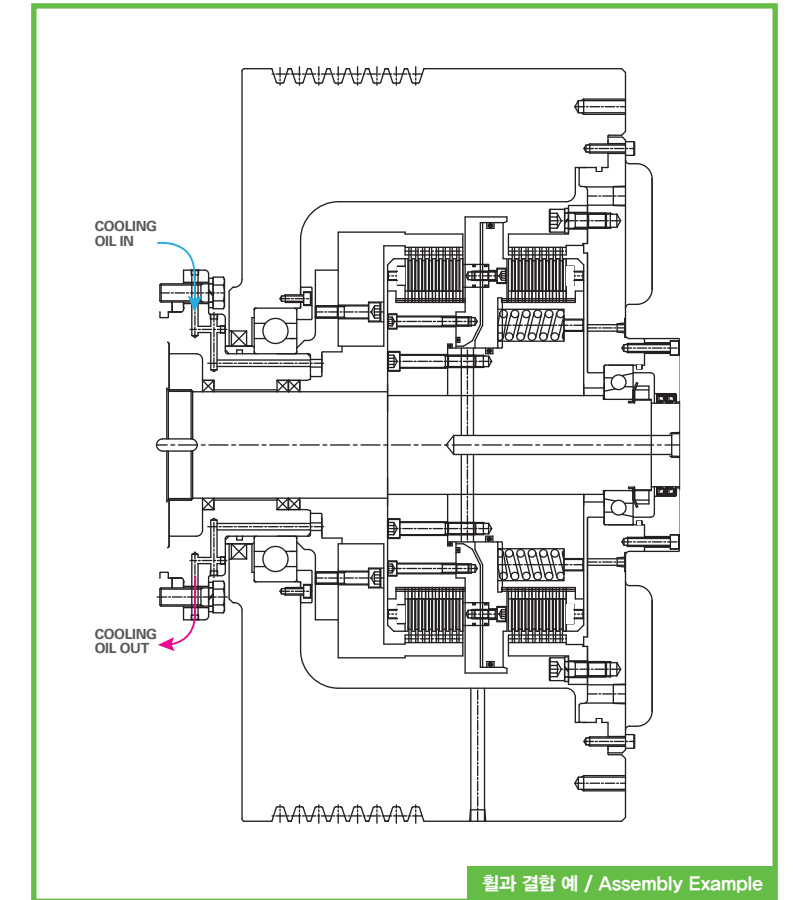 COOLING
OIL IN
COOLING
OIL OUT
휠과 결합 예 / Assembly Example